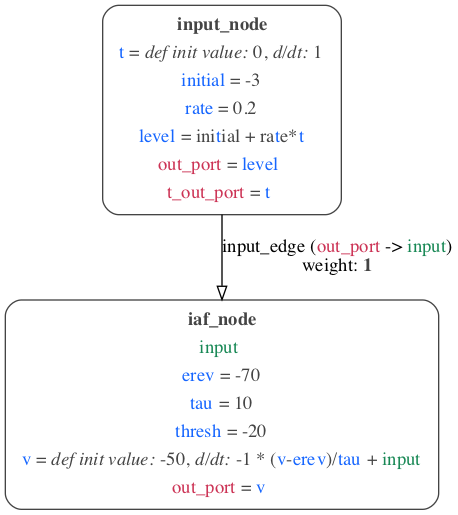 input_node
t = def init value: 0, d/dt: 1
initial = -3
rate = 0.2
level = initial + rate*t
out_port = level
t_out_port = t
input_edge (out_port -> input)
weight: 1
iaf_node
input
erev = -70
tau = 10
thresh = -20
v = def init value: -50, d/dt: -1 * (v-erev)/tau + input
out_port = v